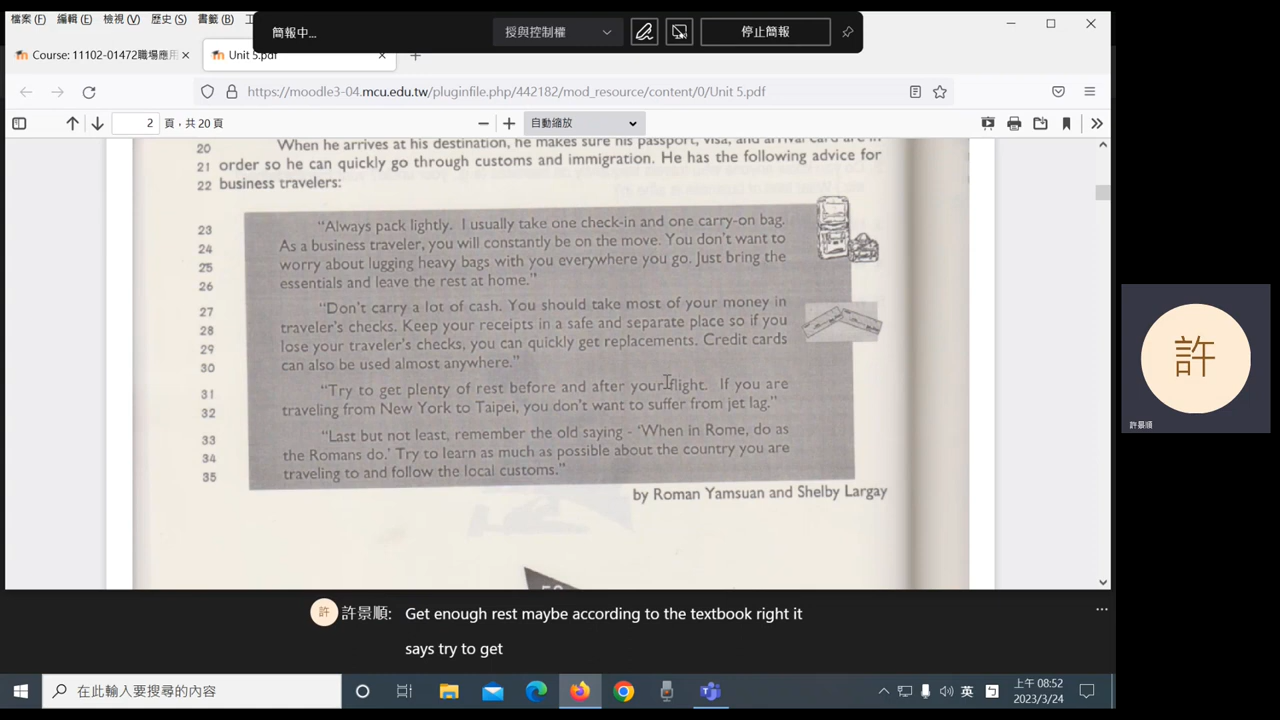 檔案(F) 編輯(E) 檢視(V) 歷史(S) 書籤(B)
簡報中...
授與控制權
停止簡報
Course: 11102-01472職場應用
Unit 5.pdf
https://moodle3-04.mcu.edu.tw/pluginfile.php/442182/mod_resource/content/0/Unit 5.pdf
2 頁，共 20 頁
自動縮放
20 When he arrives at his destination, he makes sure his passport, visa, and arrival card are in
21 order so he can quickly go through customs and immigration. He has the following advice for
22 business travelers:
23 "Always pack lightly. I usually take one check-in and one carry-on bag.
24 As a business traveler, you will constantly be on the move. You don't want to
25 worry about lugging heavy bags with you everywhere you go. Just bring the
26 essentials and leave the rest at home."
27 "Don't carry a lot of cash. You should take most of your money in
28 traveler's checks. Keep your receipts in a safe and separate place so if you
29 lose your traveler's checks, you can quickly get replacements. Credit cards
30 can also be used almost anywhere."
31 "Try to get plenty of rest before and after your flight. If you are
32 traveling from New York to Taipei, you don't want to suffer from jet lag."
33 "Last but not least, remember the old saying - 'When in Rome, do as
34 the Romans do.' Try to learn as much as possible about the country you are
35 traveling to and follow the local customs."
by Roman Yamsuan and Shelby Largay
許
許景順
許 許景順: Get enough rest maybe according to the textbook right it
says try to get
在此輸入要搜尋的內容
英
上午 08:52
2023/3/24